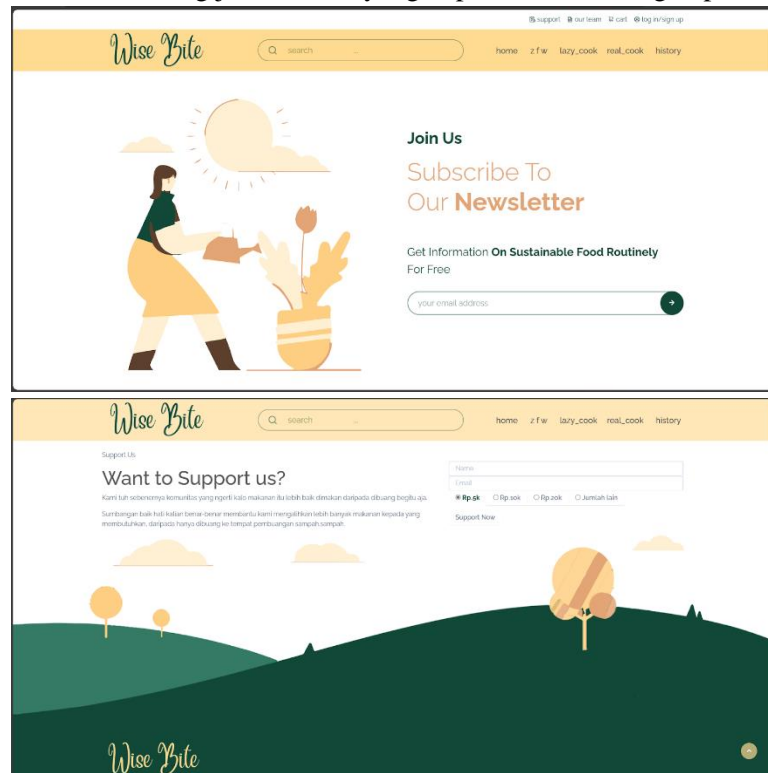 support our team cart log in/sign up
Wise Bite search ... home z f w lazy_cook real_cook history
Join Us
Subscribe To
Our Newsletter
Get Information On Sustainable Food Routinely
For Free
your email address
Wise Bite search ... home z f w lazy_cook real_cook history
Support Us
Want to Support us?
Kami tuh sebenernya komunitas yang ngerti kalo makanan itu lebih baik dimakan daripada dibuang begitu aja.
Sumbangan baik hati kalian benar-benar membantu kami mengalihkan lebih banyak makanan kepada yang
membutuhkan, daripada hanya dibuang ke tempat pembuangan sampah sampah.
Name
Email
Rp.5k Rp.10k Rp.20k Jumlah lain
Support Now
Wise Bite